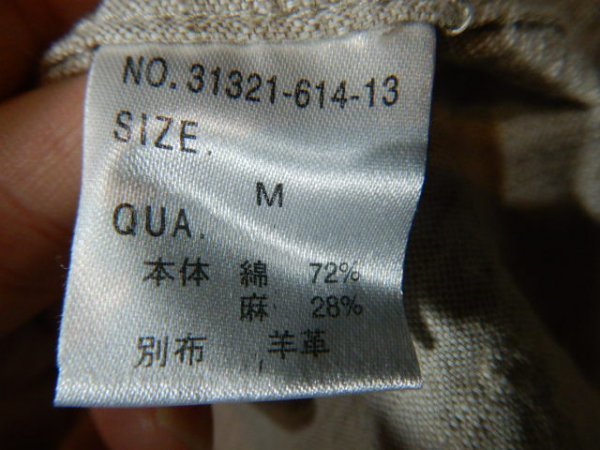 NO. 31321-614-13
SIZE.
M
QUA.
本体 綿 72%
麻 28%
別布 羊革